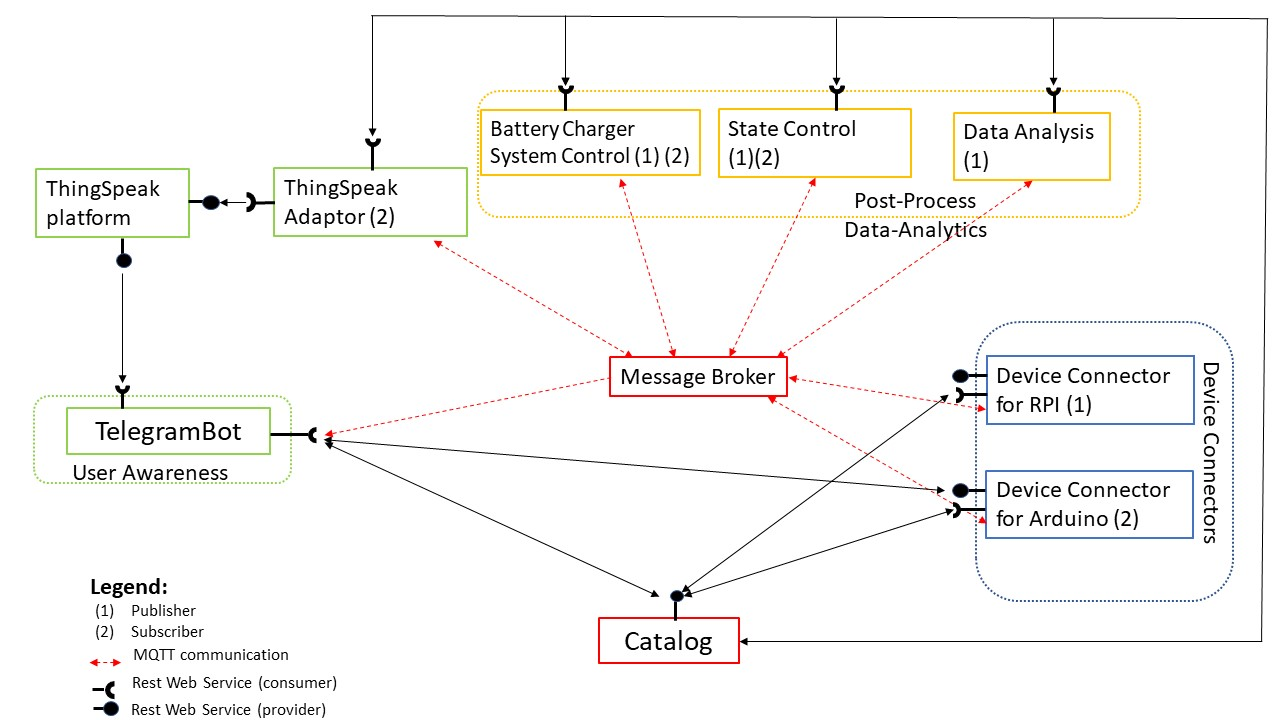 Battery Charger
System Control (1) (2)
State Control
(1)(2)
Data Analysis
(1)
ThingSpeak
platform
ThingSpeak
Adaptor (2)
Post-Process
Data-Analytics
Message Broker
Device Connector
for RPI (1)
Device Connectors
TelegramBot
User Awareness
Device Connector
for Arduino (2)
Catalog
Legend:
(1) Publisher
(2) Subscriber
MQTT communication
Rest Web Service (consumer)
Rest Web Service (provider)